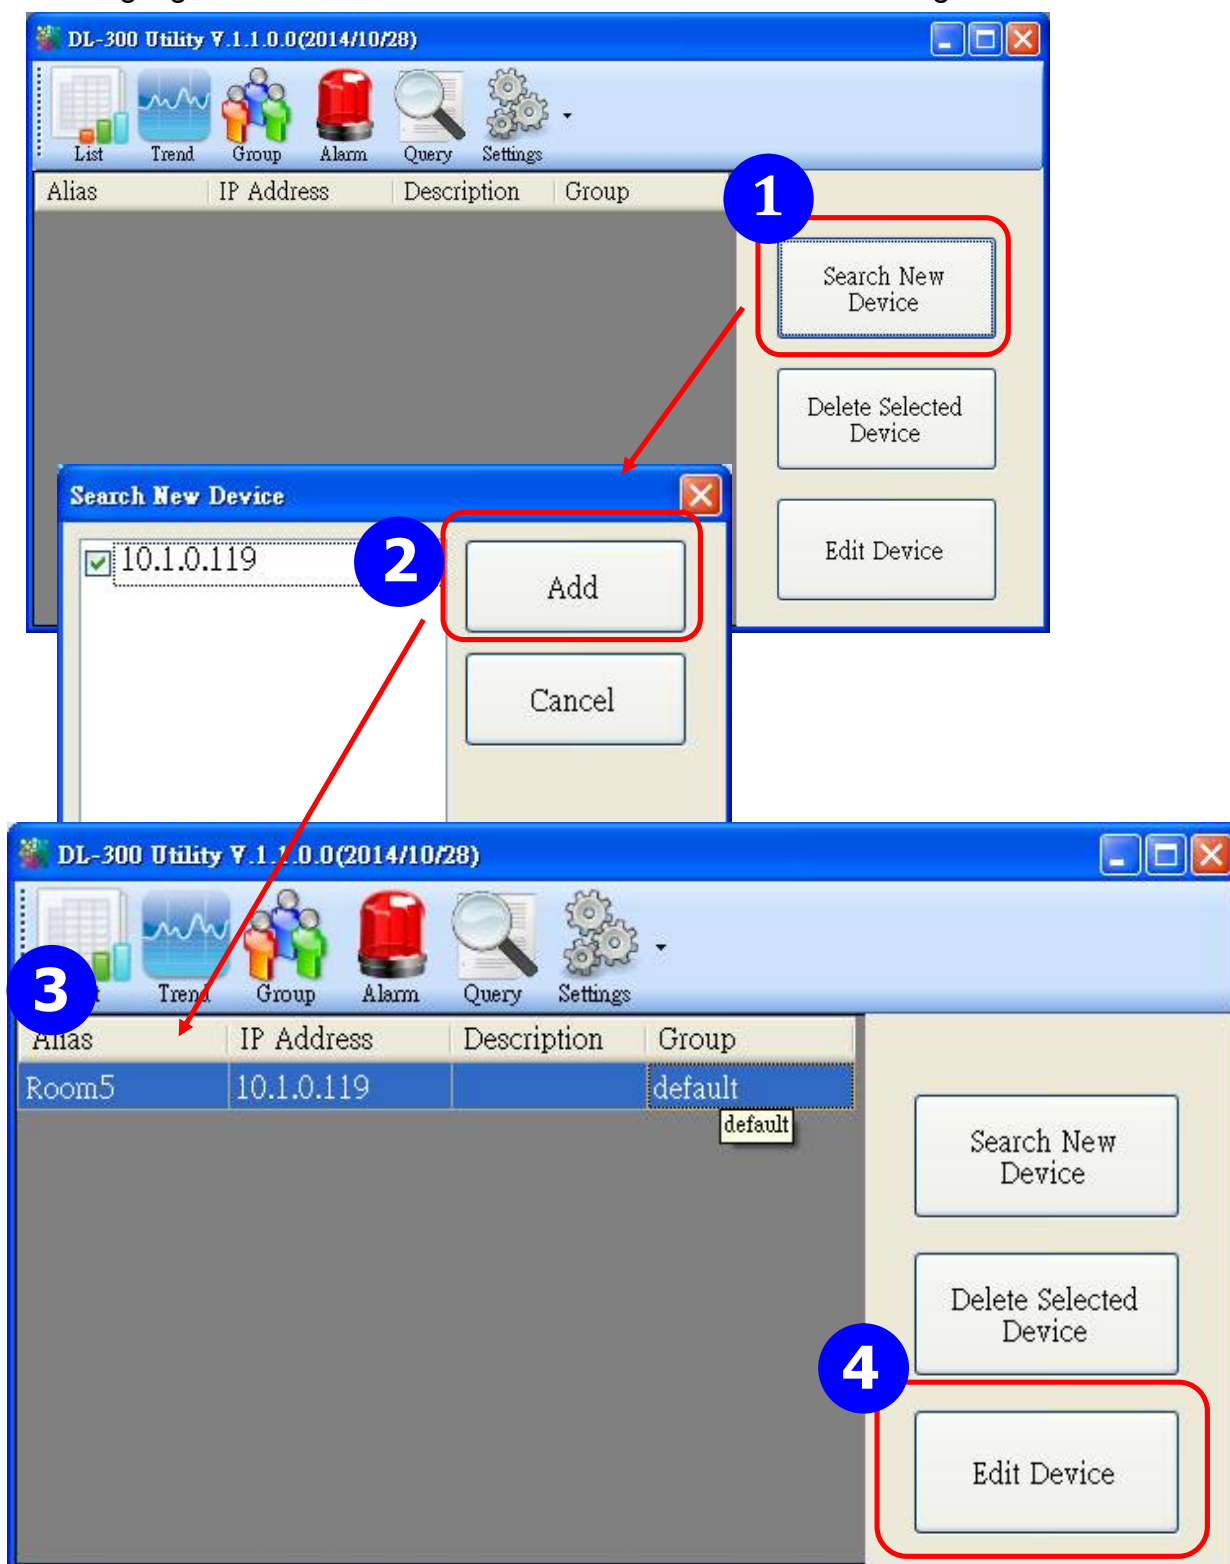 DL-300 Utility V.1.1.0.0(2014/10/28)
List Trend Group Alarm Query Settings
Alias IP Address Description Group
1
Search New
Device
Delete Selected
Device
Edit Device
Search New Device
10.1.0.119
2
Add
Cancel
DL-300 Utility V.1.1.0.0(2014/10/28)
Trend Group Alarm Query Settings
3
Alias IP Address Description Group
Room5 10.1.0.119 default
default
Search New
Device
Delete Selected
Device
4
Edit Device